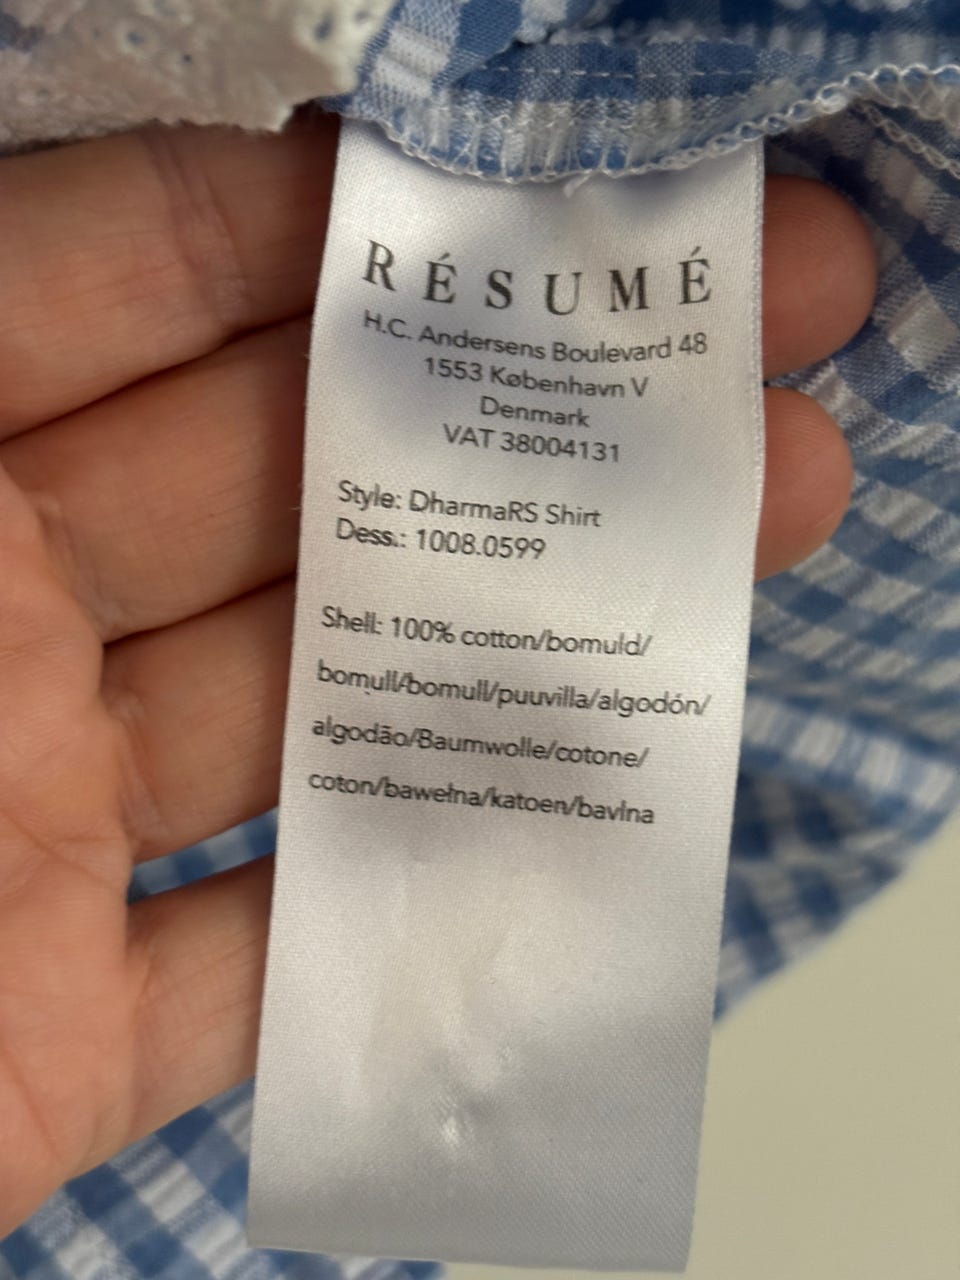 RÉSUMÉ
H.C. Andersens Boulevard 48
1553 København V
Denmark
VAT 38004131
Style: DharmaRS Shirt
Dess.: 1008.0599
Shell: 100% cotton/bomuld/
bomull/bomull/puuvilla/algodón/
algodão/Baumwolle/cotone/
coton/bawełna/katoen/bavlna